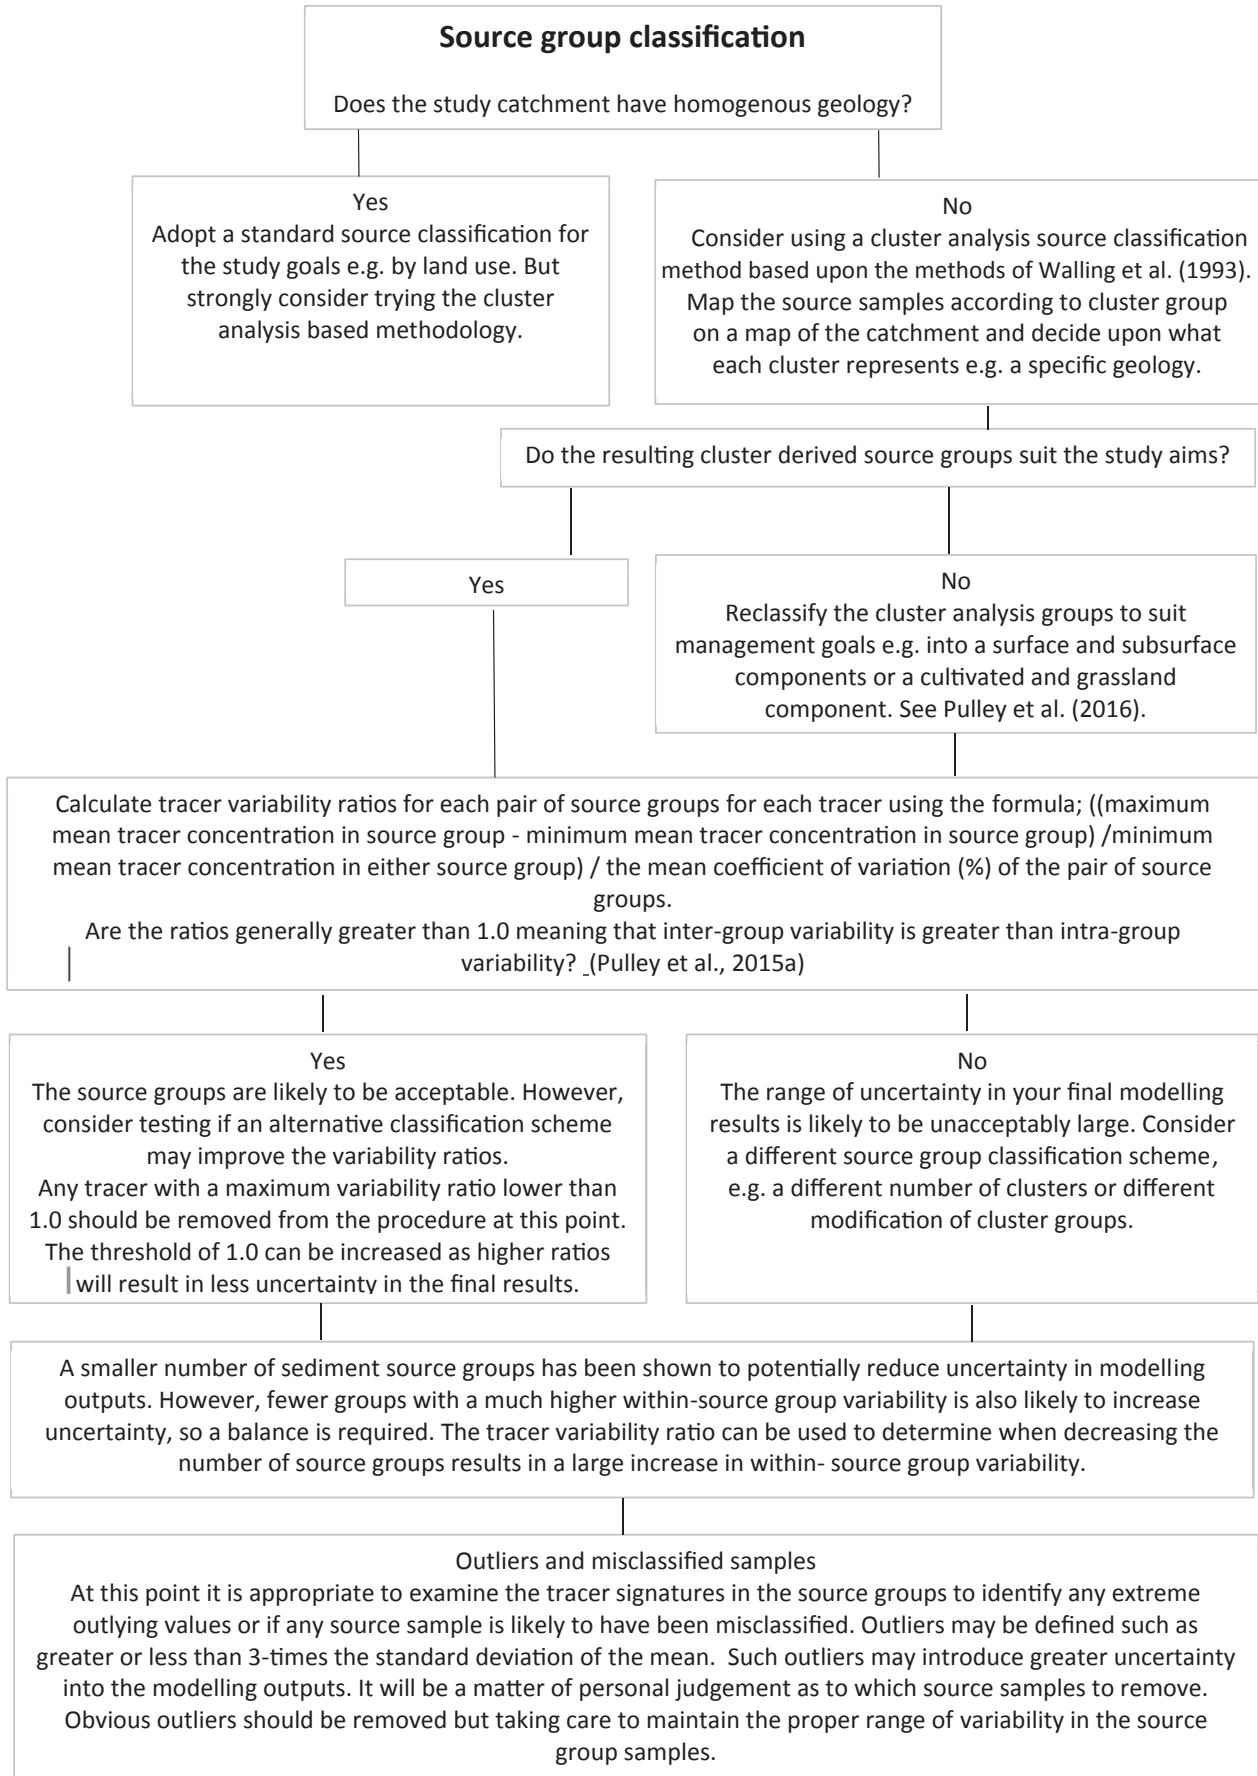 Source group classification
Does the study catchment have homogenous geology?
Yes
Adopt a standard source classification for
the study goals e.g. by land use. But
strongly consider trying the cluster
analysis based methodology.
No
Consider using a cluster analysis source classification
method based upon the methods of Walling et al. (1993).
Map the source samples according to cluster group
on a map of the catchment and decide upon what
each cluster represents e.g. a specific geology.
Do the resulting cluster derived source groups suit the study aims?
Yes
No
Reclassify the cluster analysis groups to suit
management goals e.g. into a surface and subsurface
components or a cultivated and grassland
component. See Pulley et al. (2016).
Calculate tracer variability ratios for each pair of source groups for each tracer using the formula; ((maximum
mean tracer concentration in source group - minimum mean tracer concentration in source group) /minimum
mean tracer concentration in either source group) / the mean coefficient of variation (%) of the pair of source
groups.
Are the ratios generally greater than 1.0 meaning that inter-group variability is greater than intra-group
variability? (Pulley et al., 2015a)
Yes
The source groups are likely to be acceptable. However,
consider testing if an alternative classification scheme
may improve the variability ratios.
Any tracer with a maximum variability ratio lower than
1.0 should be removed from the procedure at this point.
The threshold of 1.0 can be increased as higher ratios
will result in less uncertainty in the final results.
No
The range of uncertainty in your final modelling
results is likely to be unacceptably large. Consider
a different source group classification scheme,
e.g. a different number of clusters or different
modification of cluster groups.
A smaller number of sediment source groups has been shown to potentially reduce uncertainty in modelling
outputs. However, fewer groups with a much higher within-source group variability is also likely to increase
uncertainty, so a balance is required. The tracer variability ratio can be used to determine when decreasing the
number of source groups results in a large increase in within- source group variability.
Outliers and misclassified samples
At this point it is appropriate to examine the tracer signatures in the source groups to identify any extreme
outlying values or if any source sample is likely to have been misclassified. Outliers may be defined such as
greater or less than 3-times the standard deviation of the mean. Such outliers may introduce greater uncertainty
into the modelling outputs. It will be a matter of personal judgement as to which source samples to remove.
Obvious outliers should be removed but taking care to maintain the proper range of variability in the source
group samples.